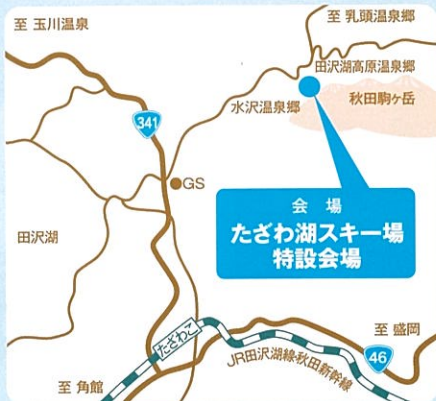 至 玉川温泉
至 乳頭温泉郷
田沢湖高原温泉郷
水沢温泉郷
秋田駒ヶ岳
341
GS
会 場
たざわ湖スキー場
特設会場
田沢湖
たざわこ
至 盛岡
46
JR田沢湖線・秋田新幹線
至 角館